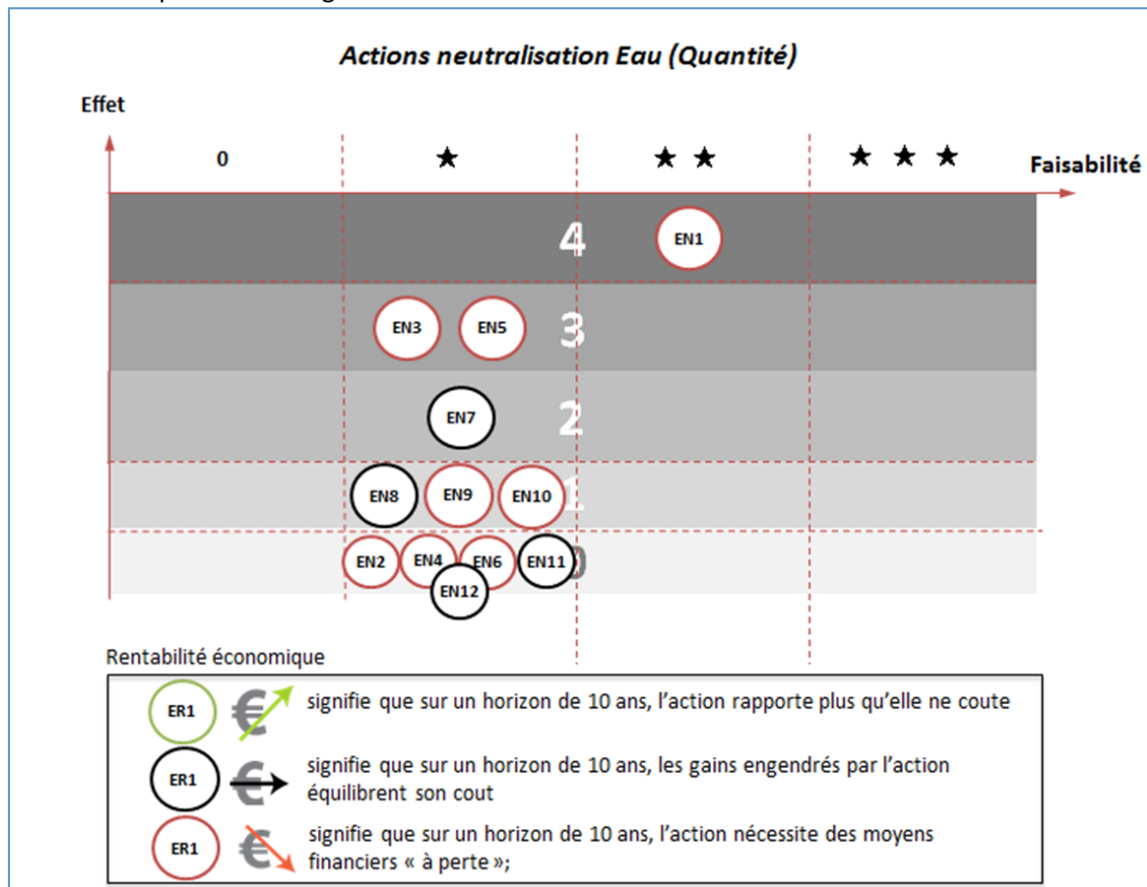 Actions neutralisation Eau (Quantité)
Effet
0
★
★ ★
★ ★ ★
Faisabilité
4
EN1
EN3
EN5
3
EN7
2
EN8
EN9
EN10
1
EN2
EN4
EN6
EN11
0
EN12
Rentabilité économique
ER1 € signifie que sur un horizon de 10 ans, l'action rapporte plus qu'elle ne coute
ER1 € signifie que sur un horizon de 10 ans, les gains engendrés par l'action
équilibrent son cout
ER1 € signifie que sur un horizon de 10 ans, l'action nécessite des moyens
financiers « à perte »;